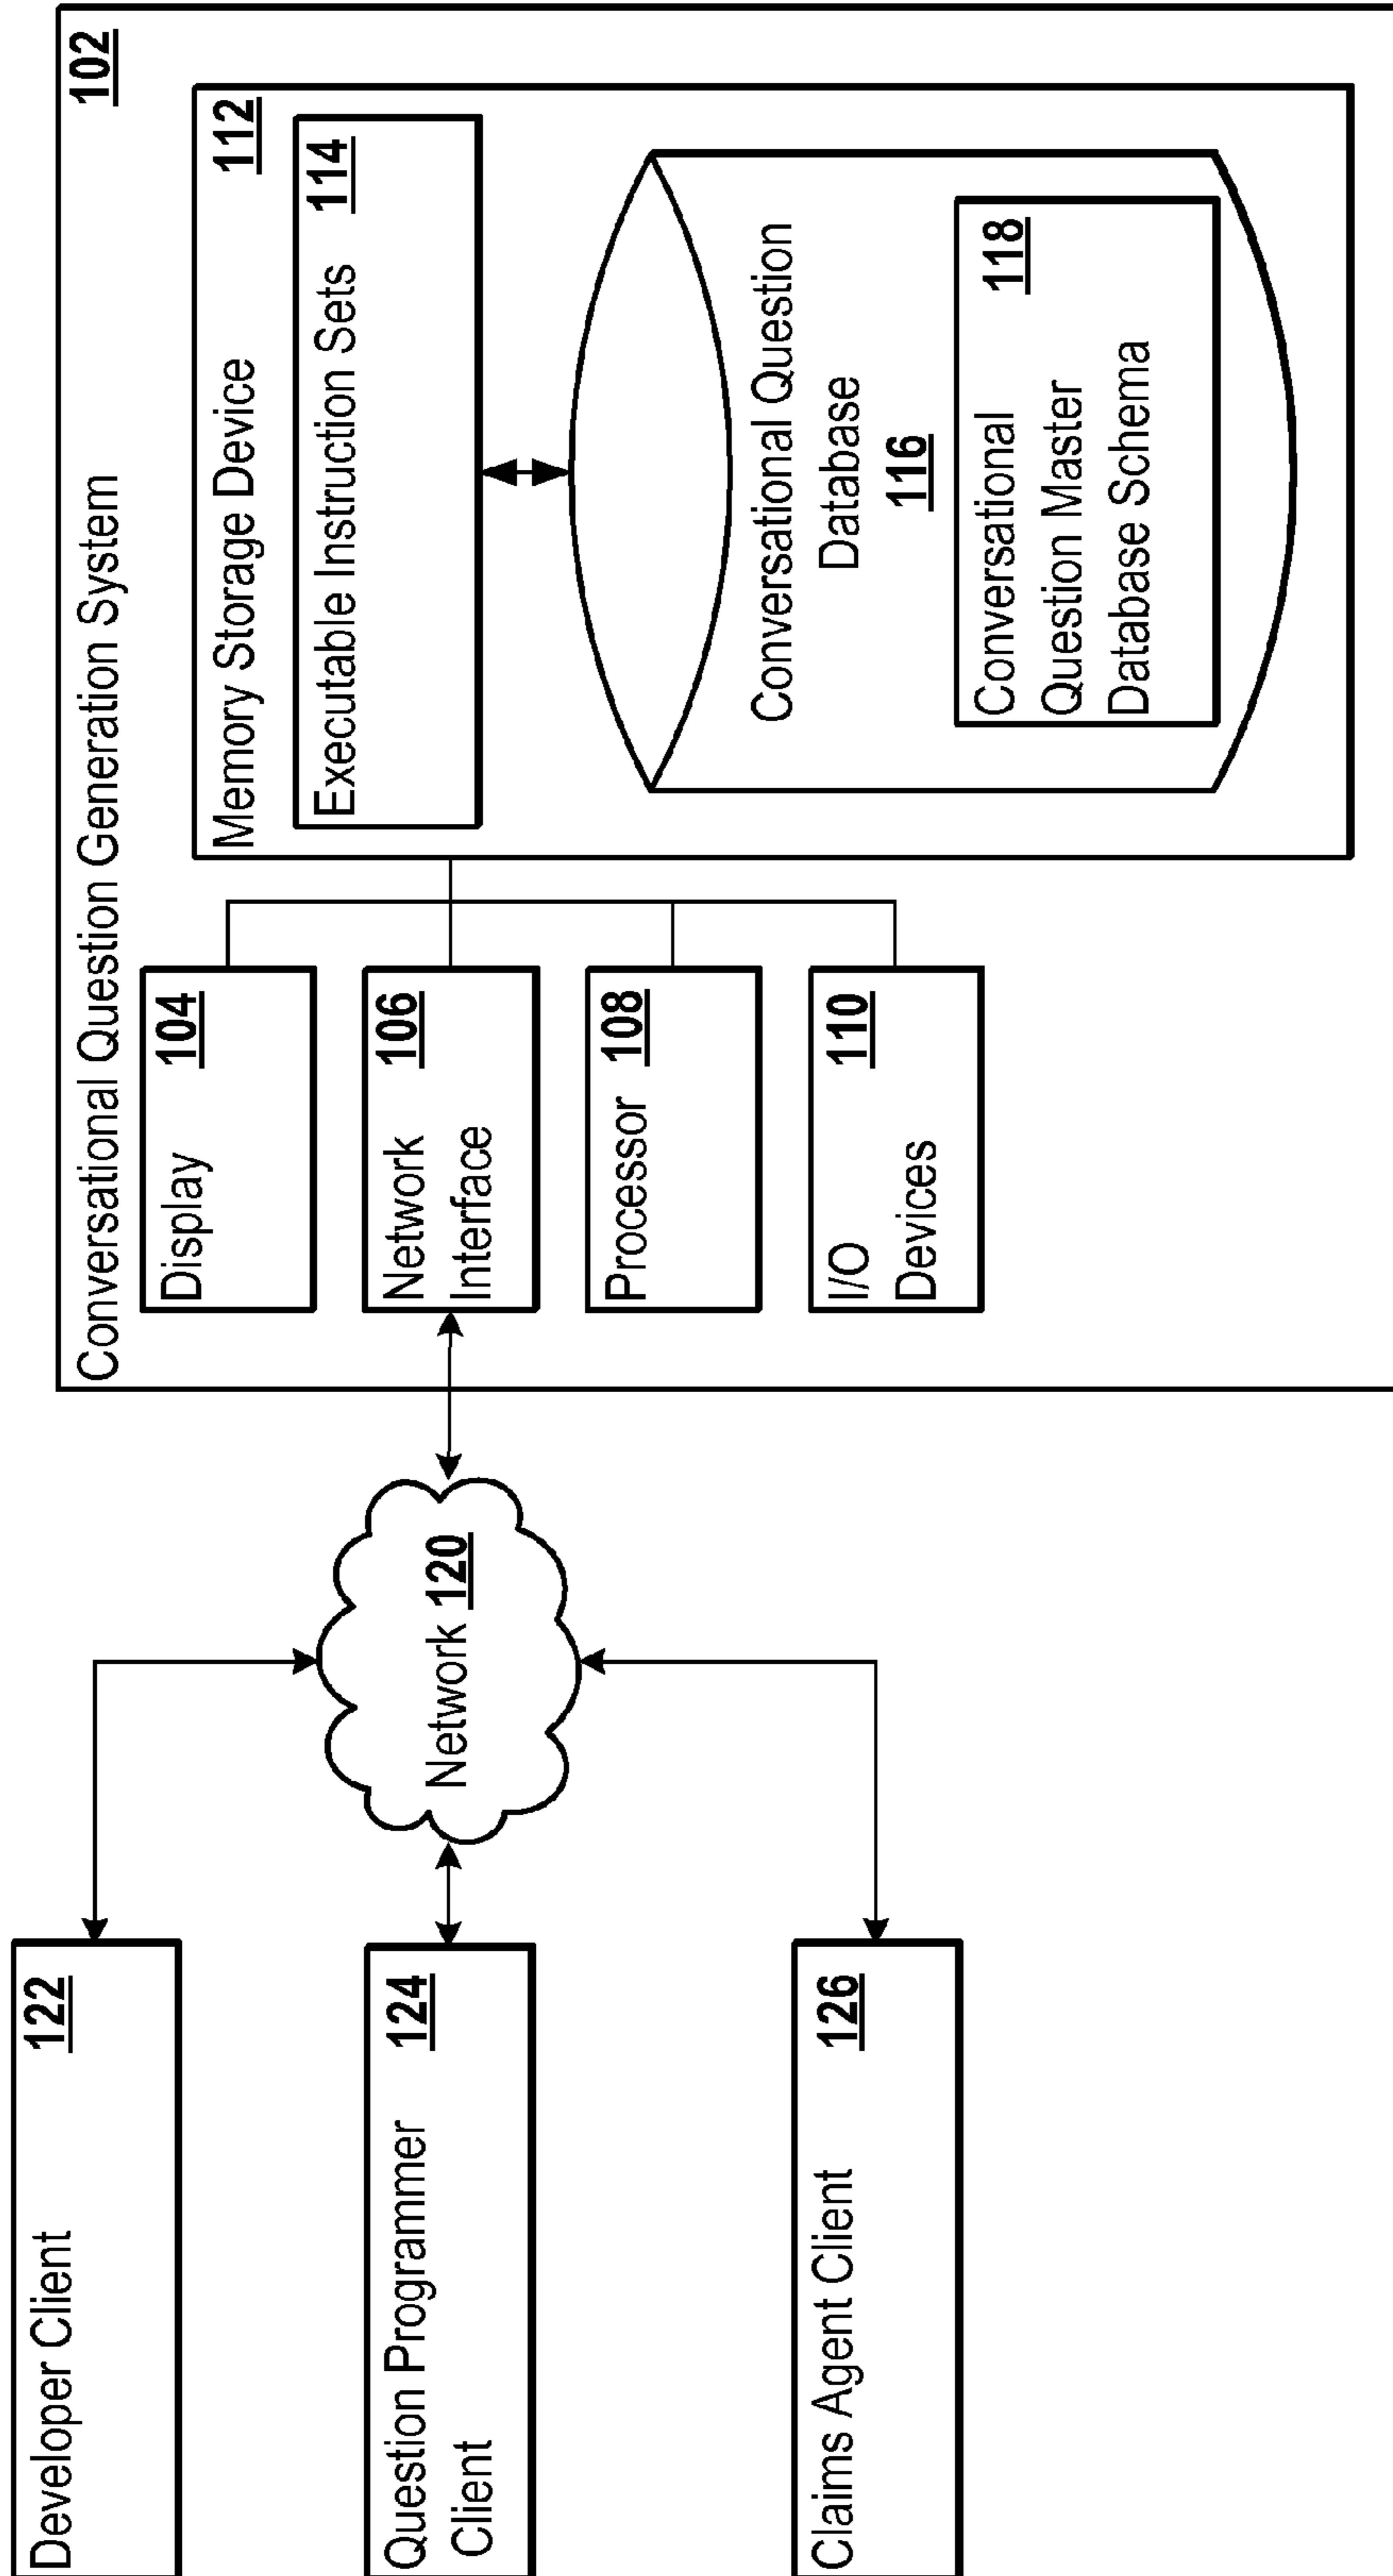 Developer Client 122
Question Programmer 124
Client
Claims Agent Client 126
Network 120
Conversational Question Generation System 102
Display 104
Network 106
Interface
Processor 108
I/O 110
Devices
Memory Storage Device 112
Executable Instruction Sets 114
Conversational Question
Database
116
Conversational 118
Question Master
Database Schema